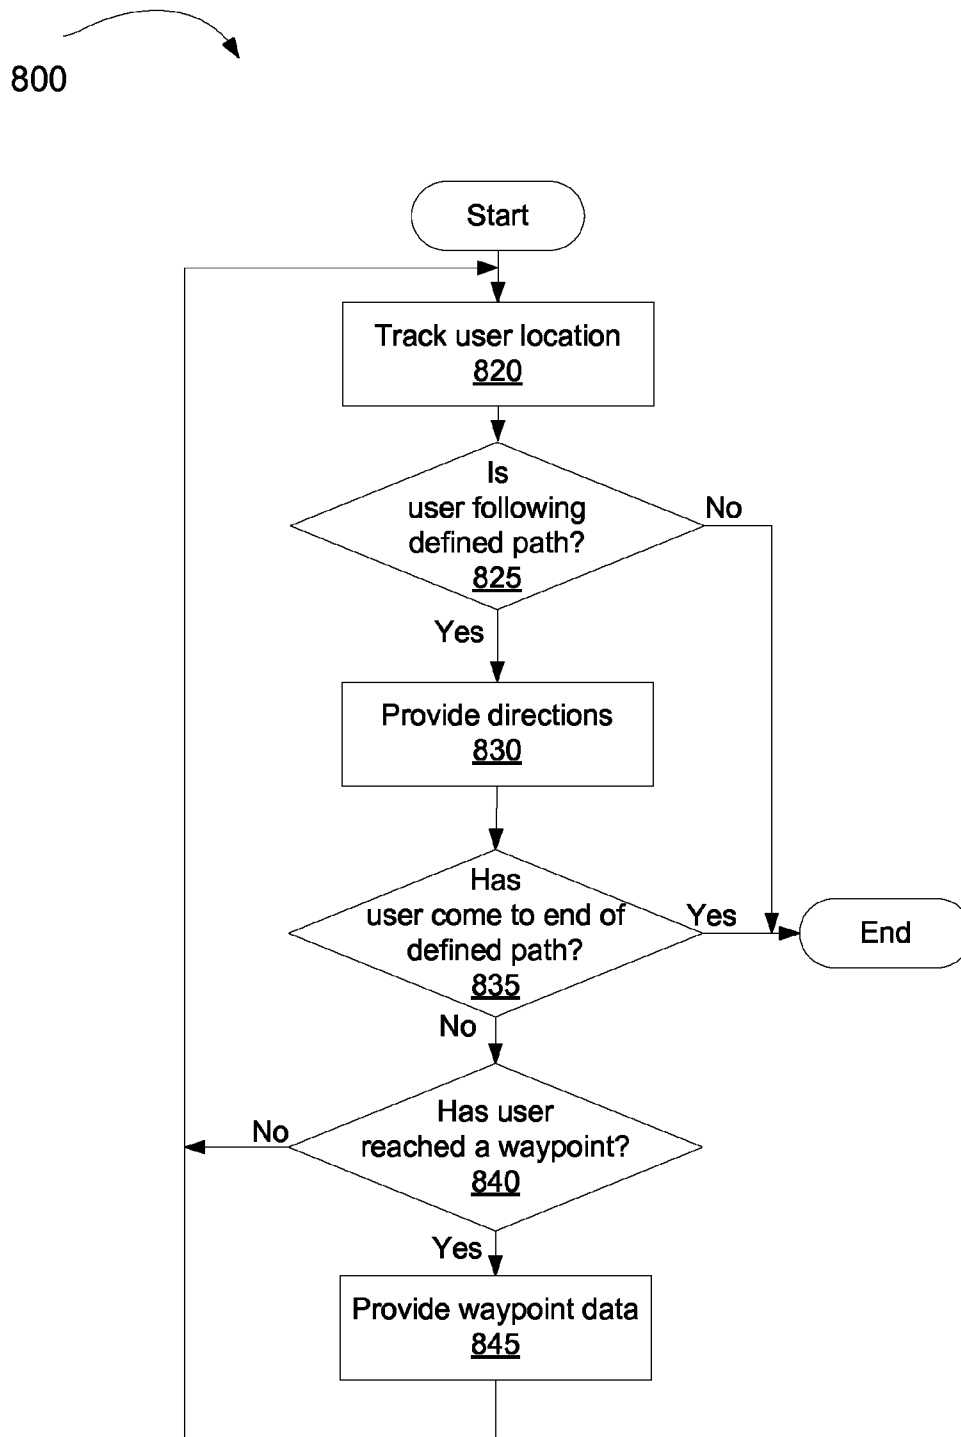 800
Start
Track user location
820
Is
user following
defined path?
825
No
Yes
Provide directions
830
Has
user come to end of
defined path?
835
Yes
End
No
Has user
reached a waypoint?
840
No
Yes
Provide waypoint data
845